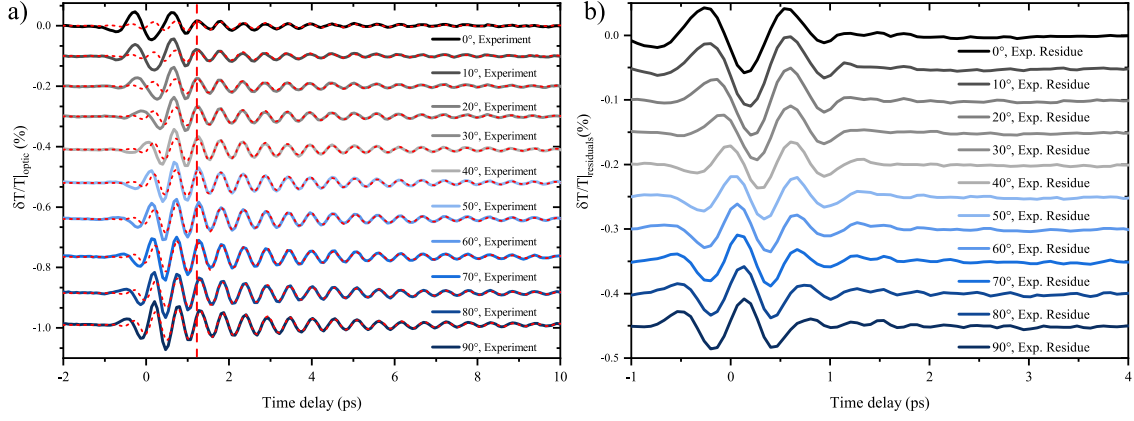 a)
δT/T|optic (%)
0.0
-0.2
-0.4
-0.6
-0.8
-1.0
0°, Experiment
10°, Experiment
20°, Experiment
30°, Experiment
40°, Experiment
50°, Experiment
60°, Experiment
70°, Experiment
80°, Experiment
90°, Experiment
-2 0 2 4 6 8 10
Time delay (ps)
b)
δT/T|residuals (%)
0.0
-0.1
-0.2
-0.3
-0.4
-0.5
0°, Exp. Residue
10°, Exp. Residue
20°, Exp. Residue
30°, Exp. Residue
40°, Exp. Residue
50°, Exp. Residue
60°, Exp. Residue
70°, Exp. Residue
80°, Exp. Residue
90°, Exp. Residue
-1 0 1 2 3 4
Time delay (ps)